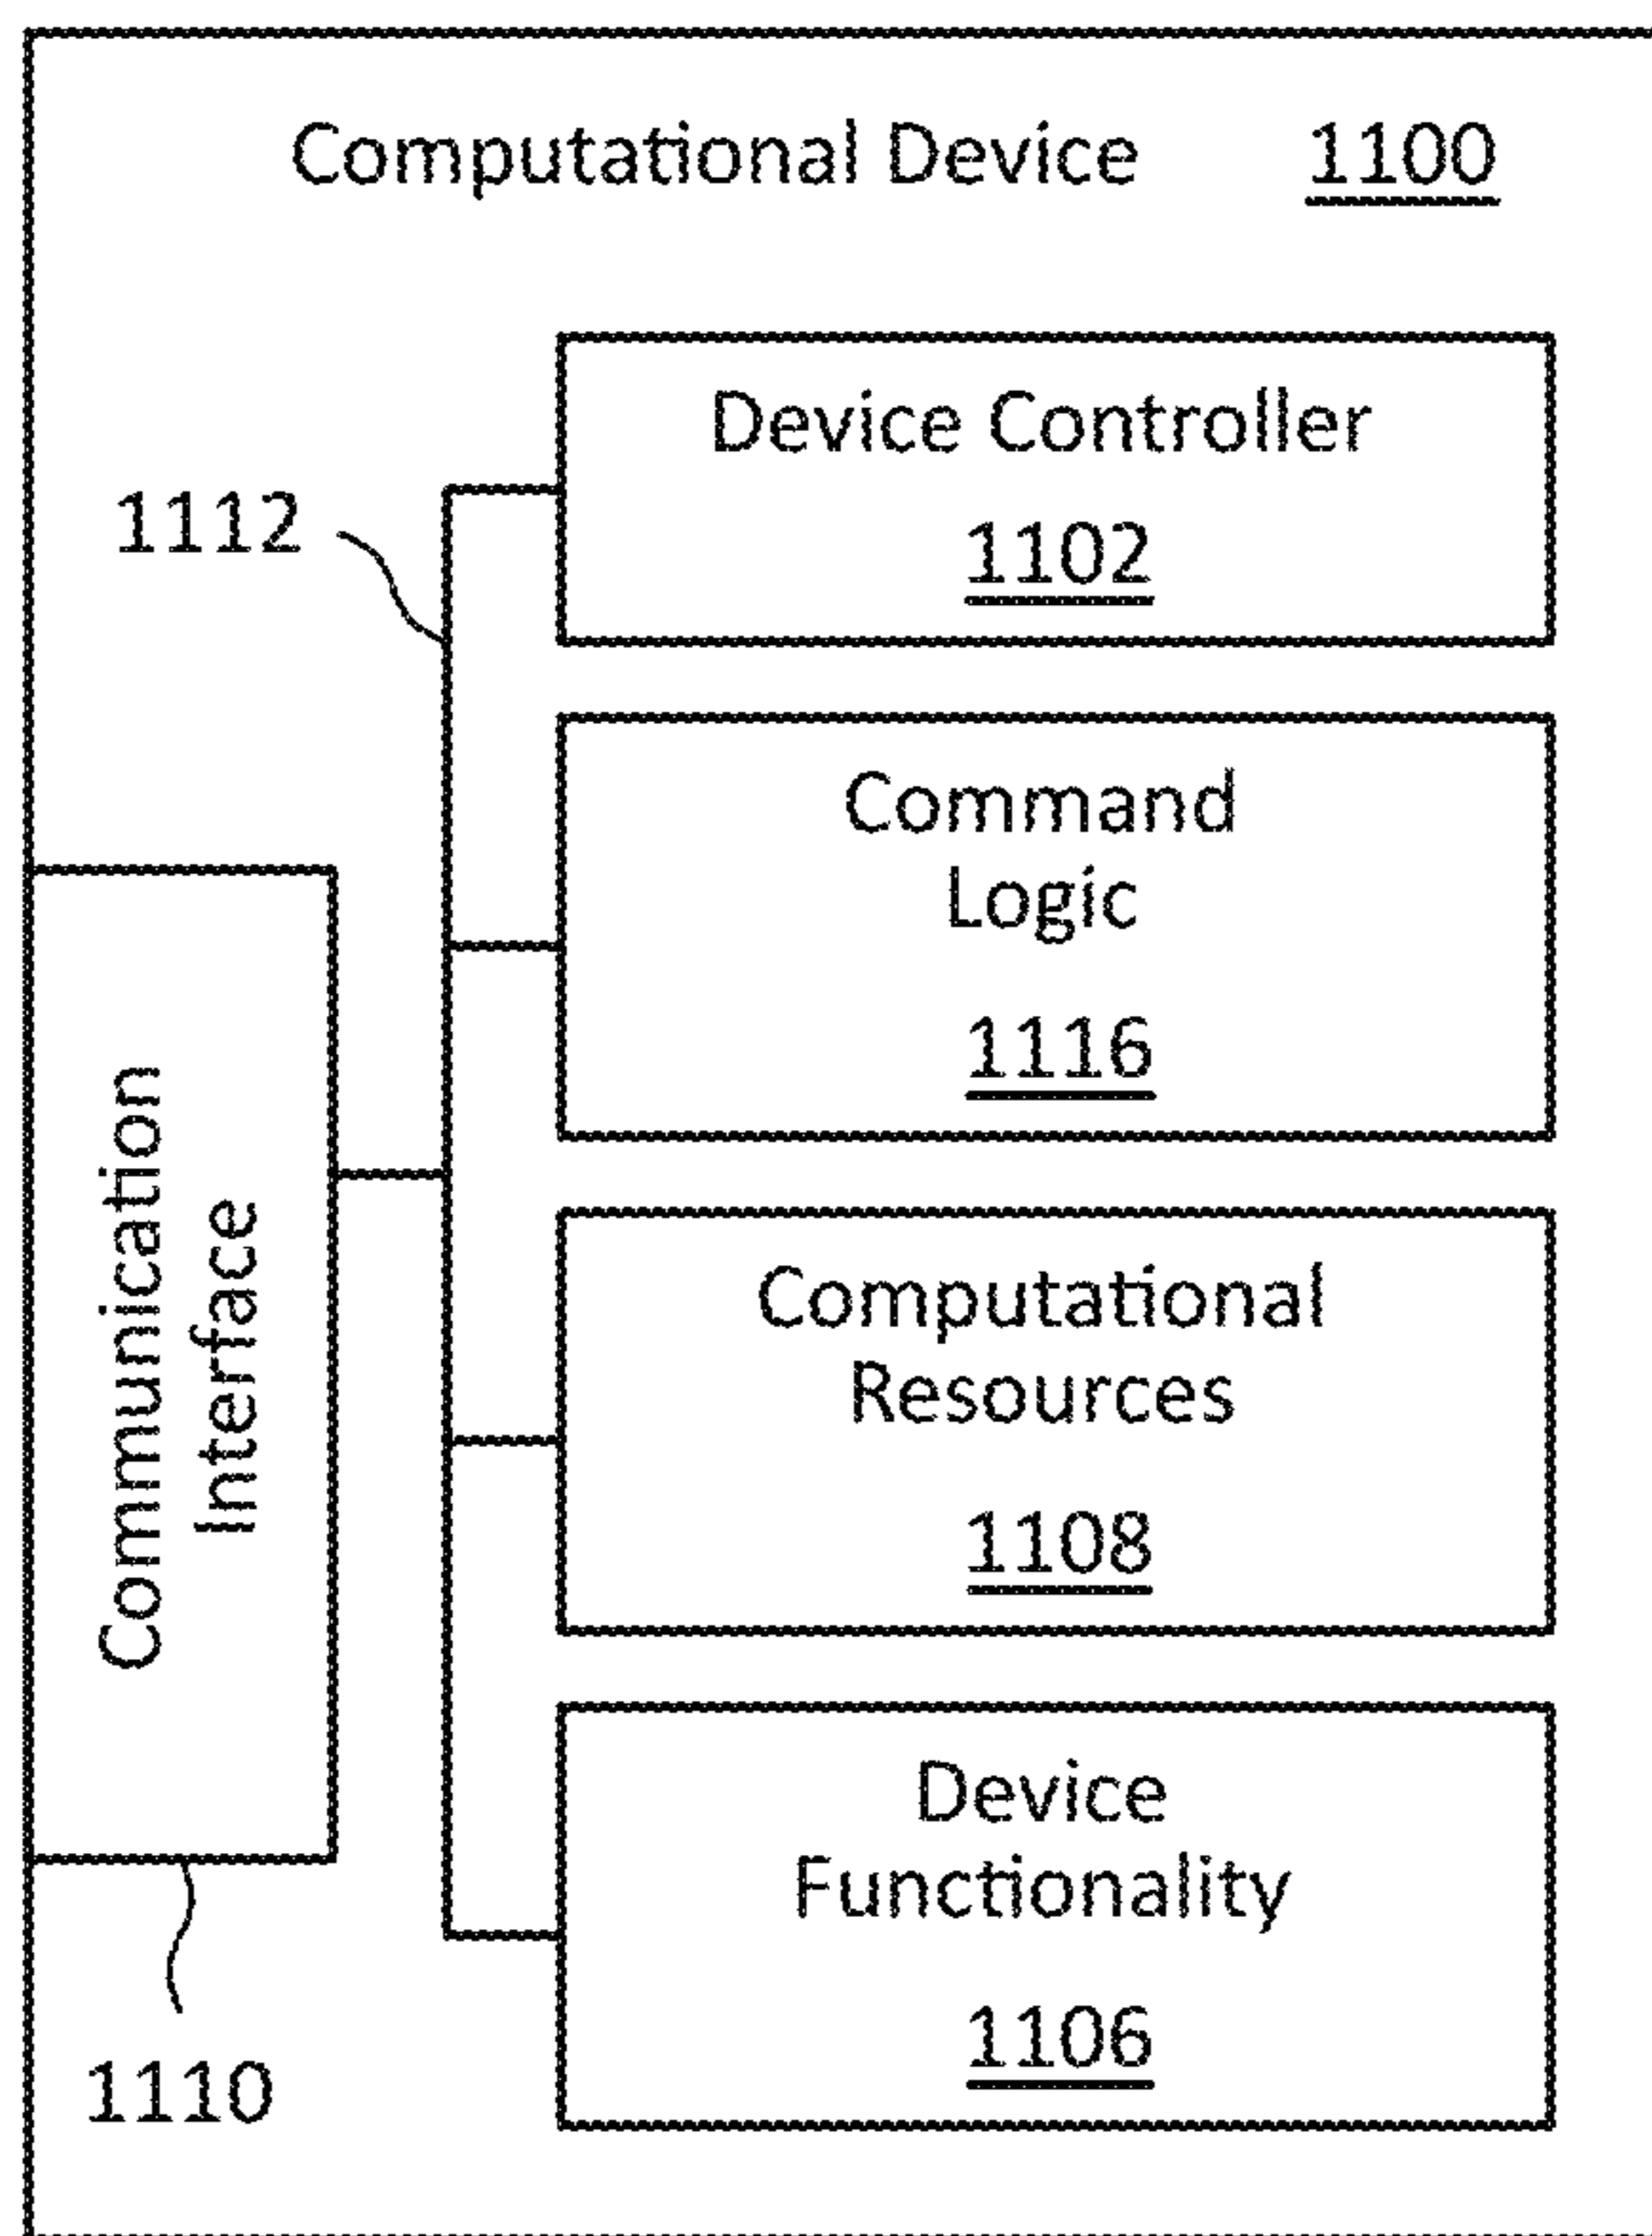 Computational Device 1100
Device Controller
1102
1112
Command
Logic
1116
Communication
Interface
Computational
Resources
1108
Device
Functionality
1106
1110